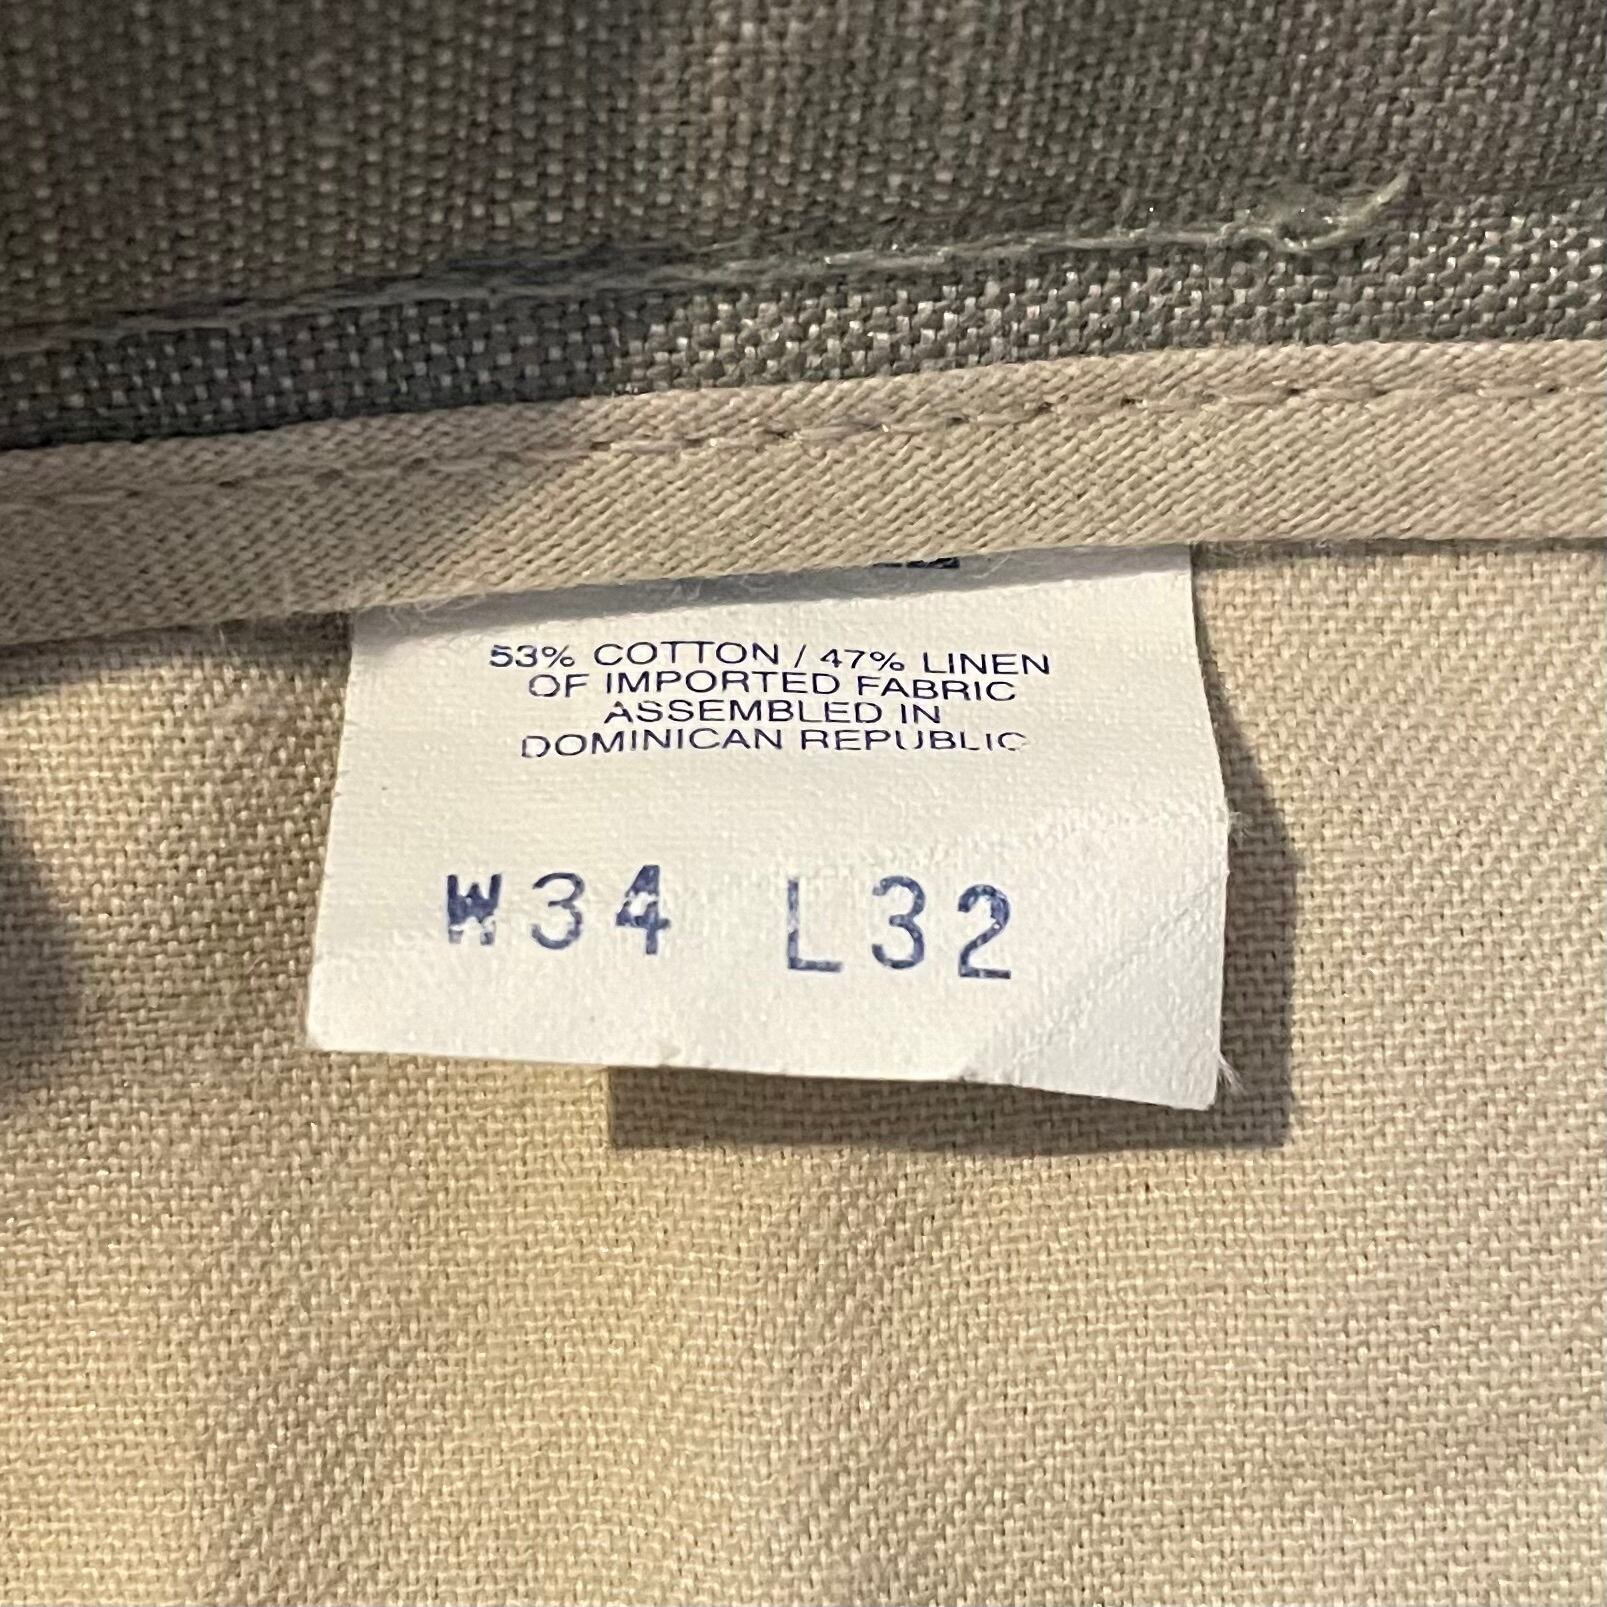 53% COTTON / 47% LINEN
OF IMPORTED FABRIC
ASSEMBLED IN
DOMINICAN REPUBLIC
W34 L32